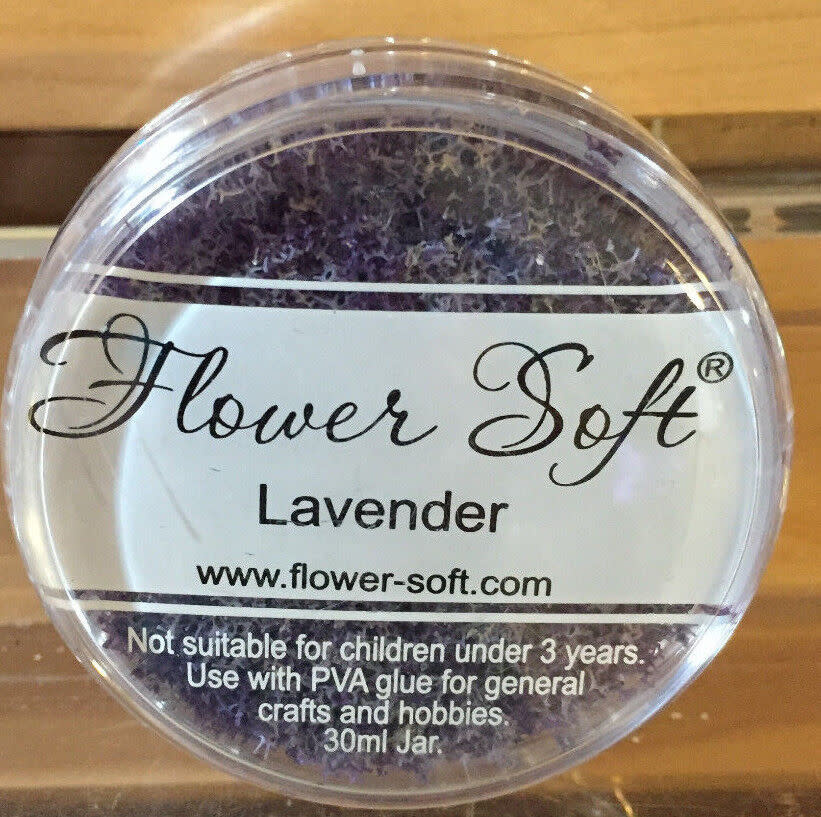 Flower Soft®
Lavender
www.flower-soft.com
Not suitable for children under 3 years.
Use with PVA glue for general
crafts and hobbies.
30ml Jar.